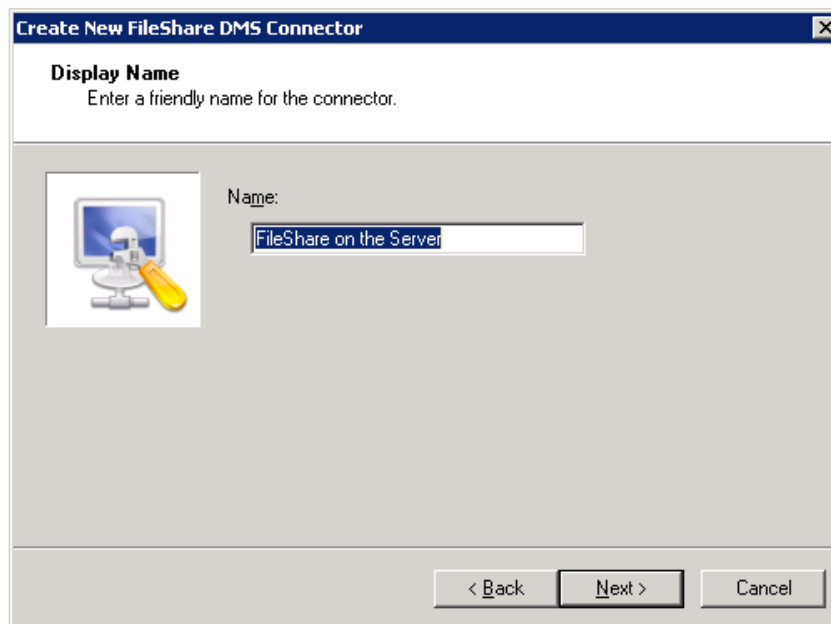 Create New FileShare DMS Connector
Display Name
Enter a friendly name for the connector.
Name:
FileShare on the Server
< Back
Next >
Cancel